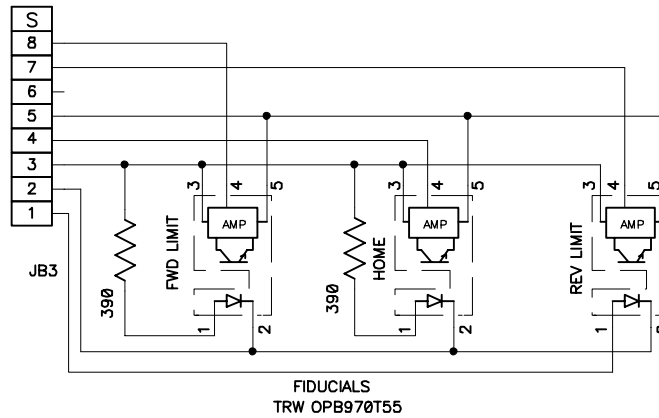 S
8
7
6
5
4
3
2
1
JB3
3 4 5
AMP
FWD LIMIT
390
1 2
3 4 5
AMP
HOME
390
1 2
3 4 5
AMP
REV LIMIT
1
FIDUCIALS
TRW OPB970T55